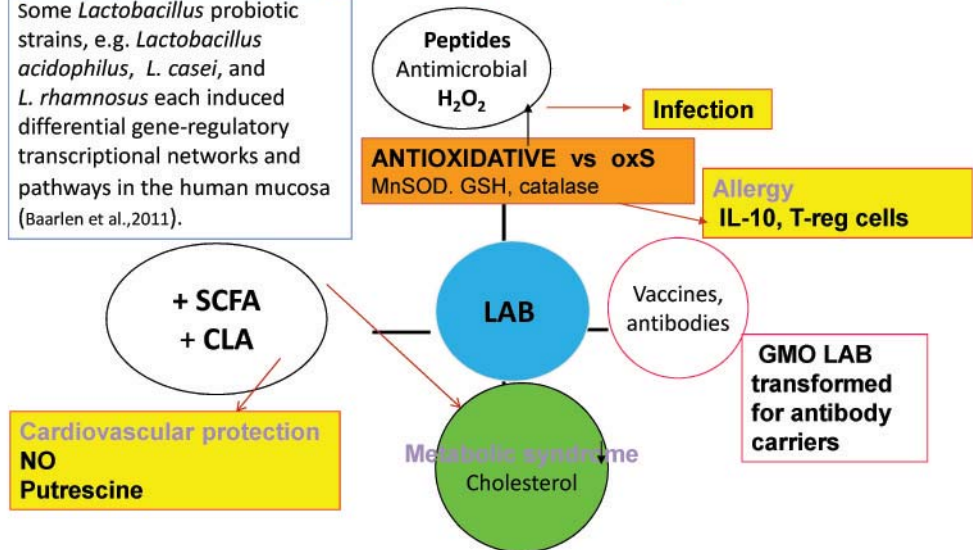 Some Lactobacillus probiotic
strains, e.g. Lactobacillus
acidophilus, L. casei, and
L. rhamnosus each induced
differential gene-regulatory
transcriptional networks and
pathways in the human mucosa
(Baarlen et al.,2011).
Peptides
Antimicrobial
H₂O₂
Infection
ANTIOXIDATIVE vs oxS
MnSOD. GSH, catalase
Allergy
IL-10, T-reg cells
+ SCFA
+ CLA
LAB
Vaccines,
antibodies
GMO LAB
transformed
for antibody
carriers
Cardiovascular protection
NO
Putrescine
Metabolic syndrome
Cholesterol